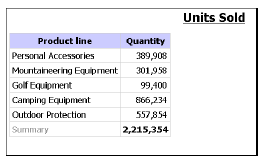 Units Sold
Product line Quantity
Personal Accessories 389,908
Mountaineering Equipment 301,958
Golf Equipment 99,400
Camping Equipment 866,234
Outdoor Protection 557,854
Summary 2,215,354